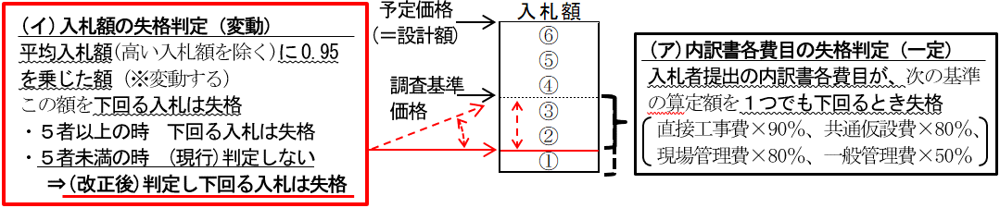 （イ）入札額の失格判定（変動）
平均入札額(高い入札額を除く)に0.95
を乗じた額（※変動する）
この額を下回る入札は失格
・５者以上の時　下回る入札は失格
・５者未満の時　(現行)判定しない
⇒(改正後)判定し下回る入札は失格
予定価格
(＝設計額)
調査基準
価格
入札額
⑥
⑤
④
③
②
①
（ア）内訳書各費目の失格判定（一定）
入札者提出の内訳書各費目が、次の基準
の算定額を１つでも下回るとき失格
直接工事費×90％、共通仮設費×80％、
現場管理費×80％、一般管理費×50％